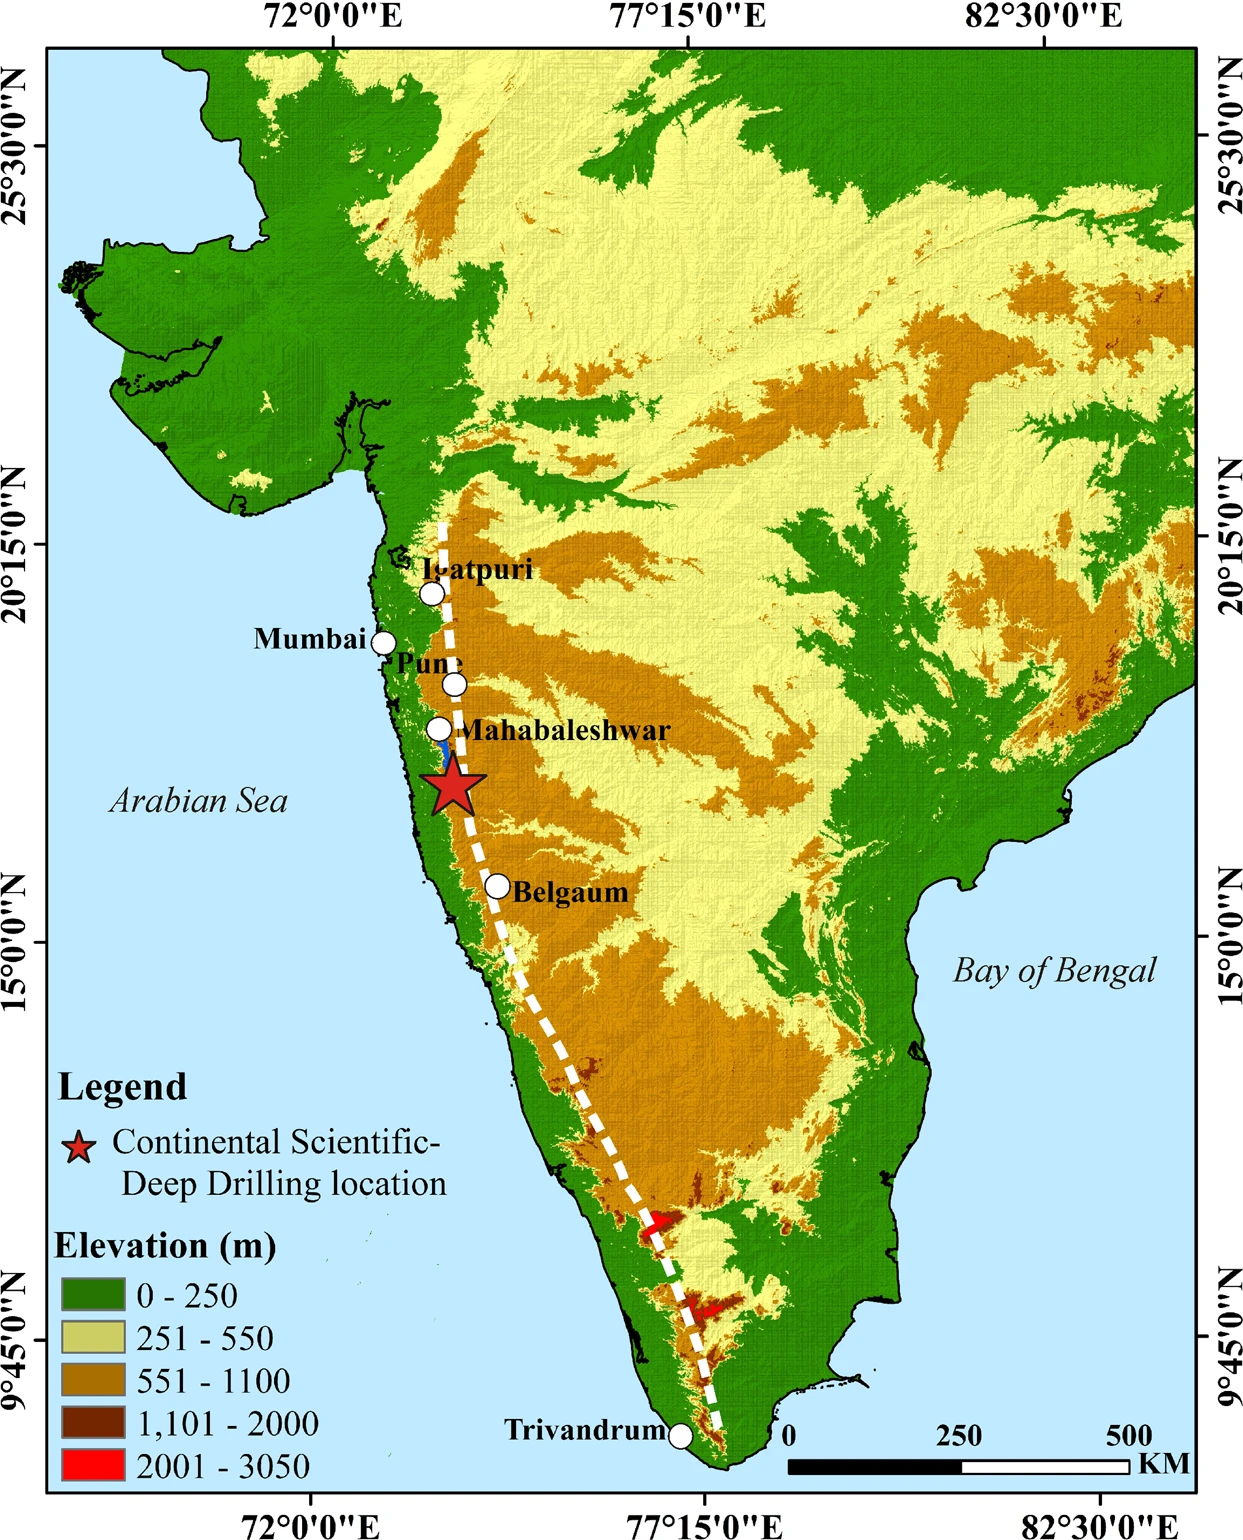 72°0'0"E 77°15'0"E 82°30'0"E
25°30'0"N
25°30'0"N
20°15'0"N
20°15'0"N
Igatpuri
Mumbai
Pune
Mahabaleshwar
Arabian Sea
Belgaum
15°0'0"N
15°0'0"N
Bay of Bengal
Legend
Continental Scientific-
Deep Drilling location
Elevation (m)
0 - 250
251 - 550
551 - 1100
1,101 - 2000
2001 - 3050
9°45'0"N
9°45'0"N
Trivandrum
0 250 500
KM
72°0'0"E 77°15'0"E 82°30'0"E